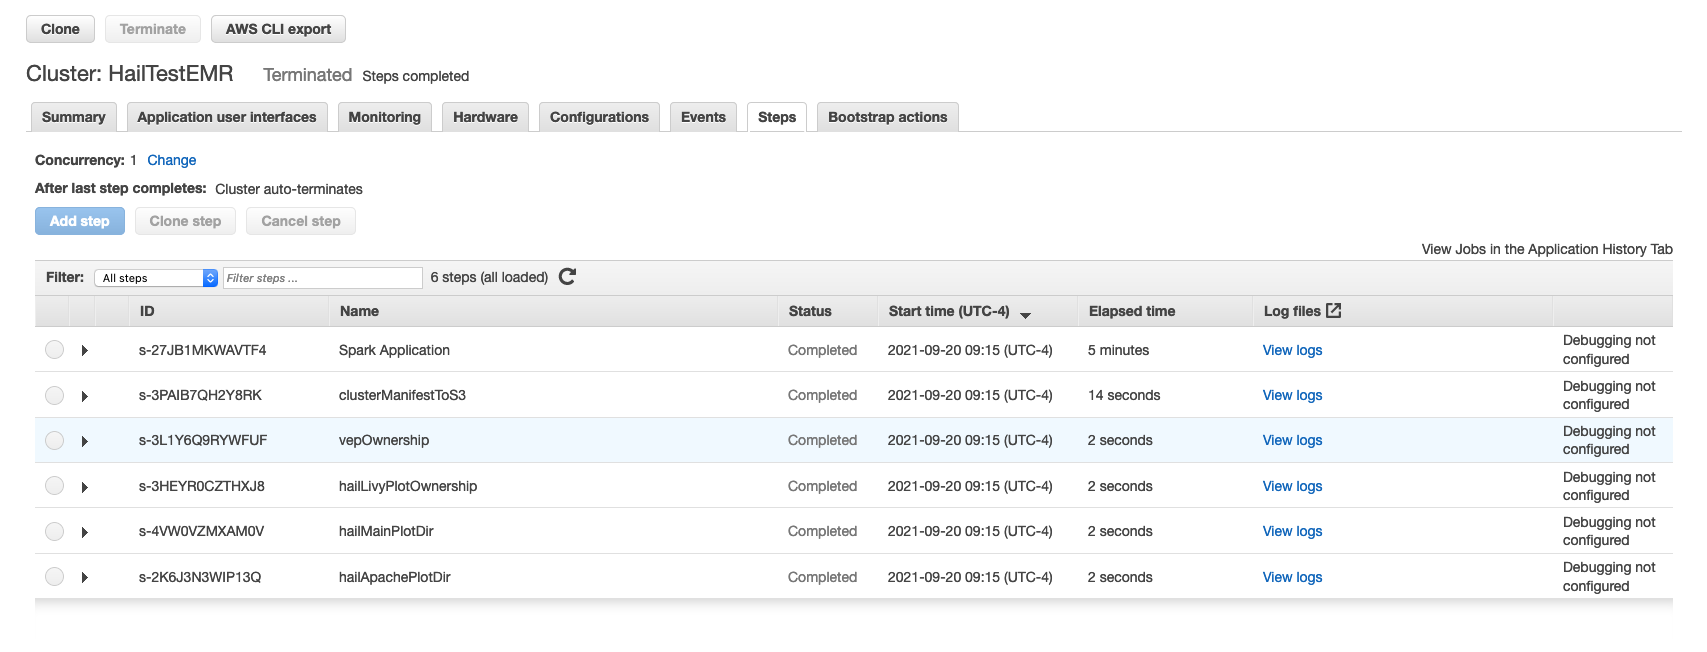 Clone Terminate AWS CLI export
Cluster: HailTestEMR Terminated Steps completed
Summary Application user interfaces Monitoring Hardware Configurations Events Steps Bootstrap actions
Concurrency: 1 Change
After last step completes: Cluster auto-terminates
Add step Clone step Cancel step
View Jobs in the Application History Tab
Filter: All steps Filter steps ... 6 steps (all loaded)
ID Name Status Start time (UTC-4) Elapsed time Log files
s-27JB1MKWAVTF4 Spark Application Completed 2021-09-20 09:15 (UTC-4) 5 minutes View logs Debugging not
configured
s-3PAIB7QH2Y8RK clusterManifestToS3 Completed 2021-09-20 09:15 (UTC-4) 14 seconds View logs Debugging not
configured
s-3L1Y6Q9RYWFUF vepOwnership Completed 2021-09-20 09:15 (UTC-4) 2 seconds View logs Debugging not
configured
s-3HEYR0CZTHXJ8 hailLivyPlotOwnership Completed 2021-09-20 09:15 (UTC-4) 2 seconds View logs Debugging not
configured
s-4VW0VZMXAM0V hailMainPlotDir Completed 2021-09-20 09:15 (UTC-4) 2 seconds View logs Debugging not
configured
s-2K6J3N3WIP13Q hailApachePlotDir Completed 2021-09-20 09:15 (UTC-4) 2 seconds View logs Debugging not
configured